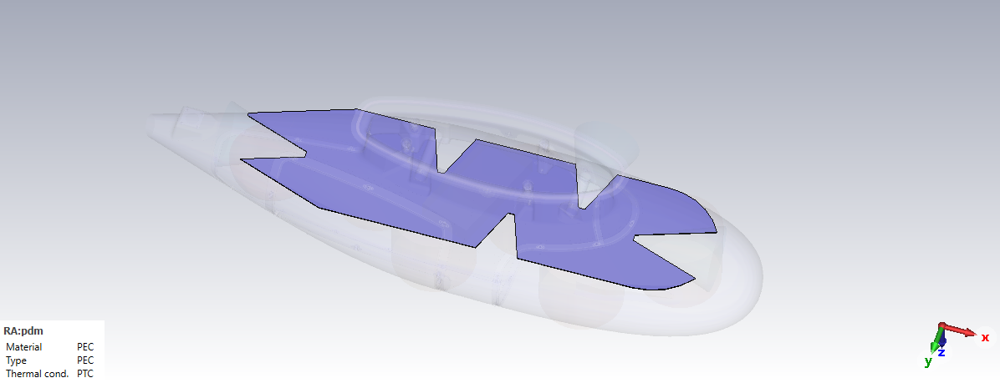 RA:pdm
Material PEC
Type PEC
Thermal cond. PTC
x
y
z